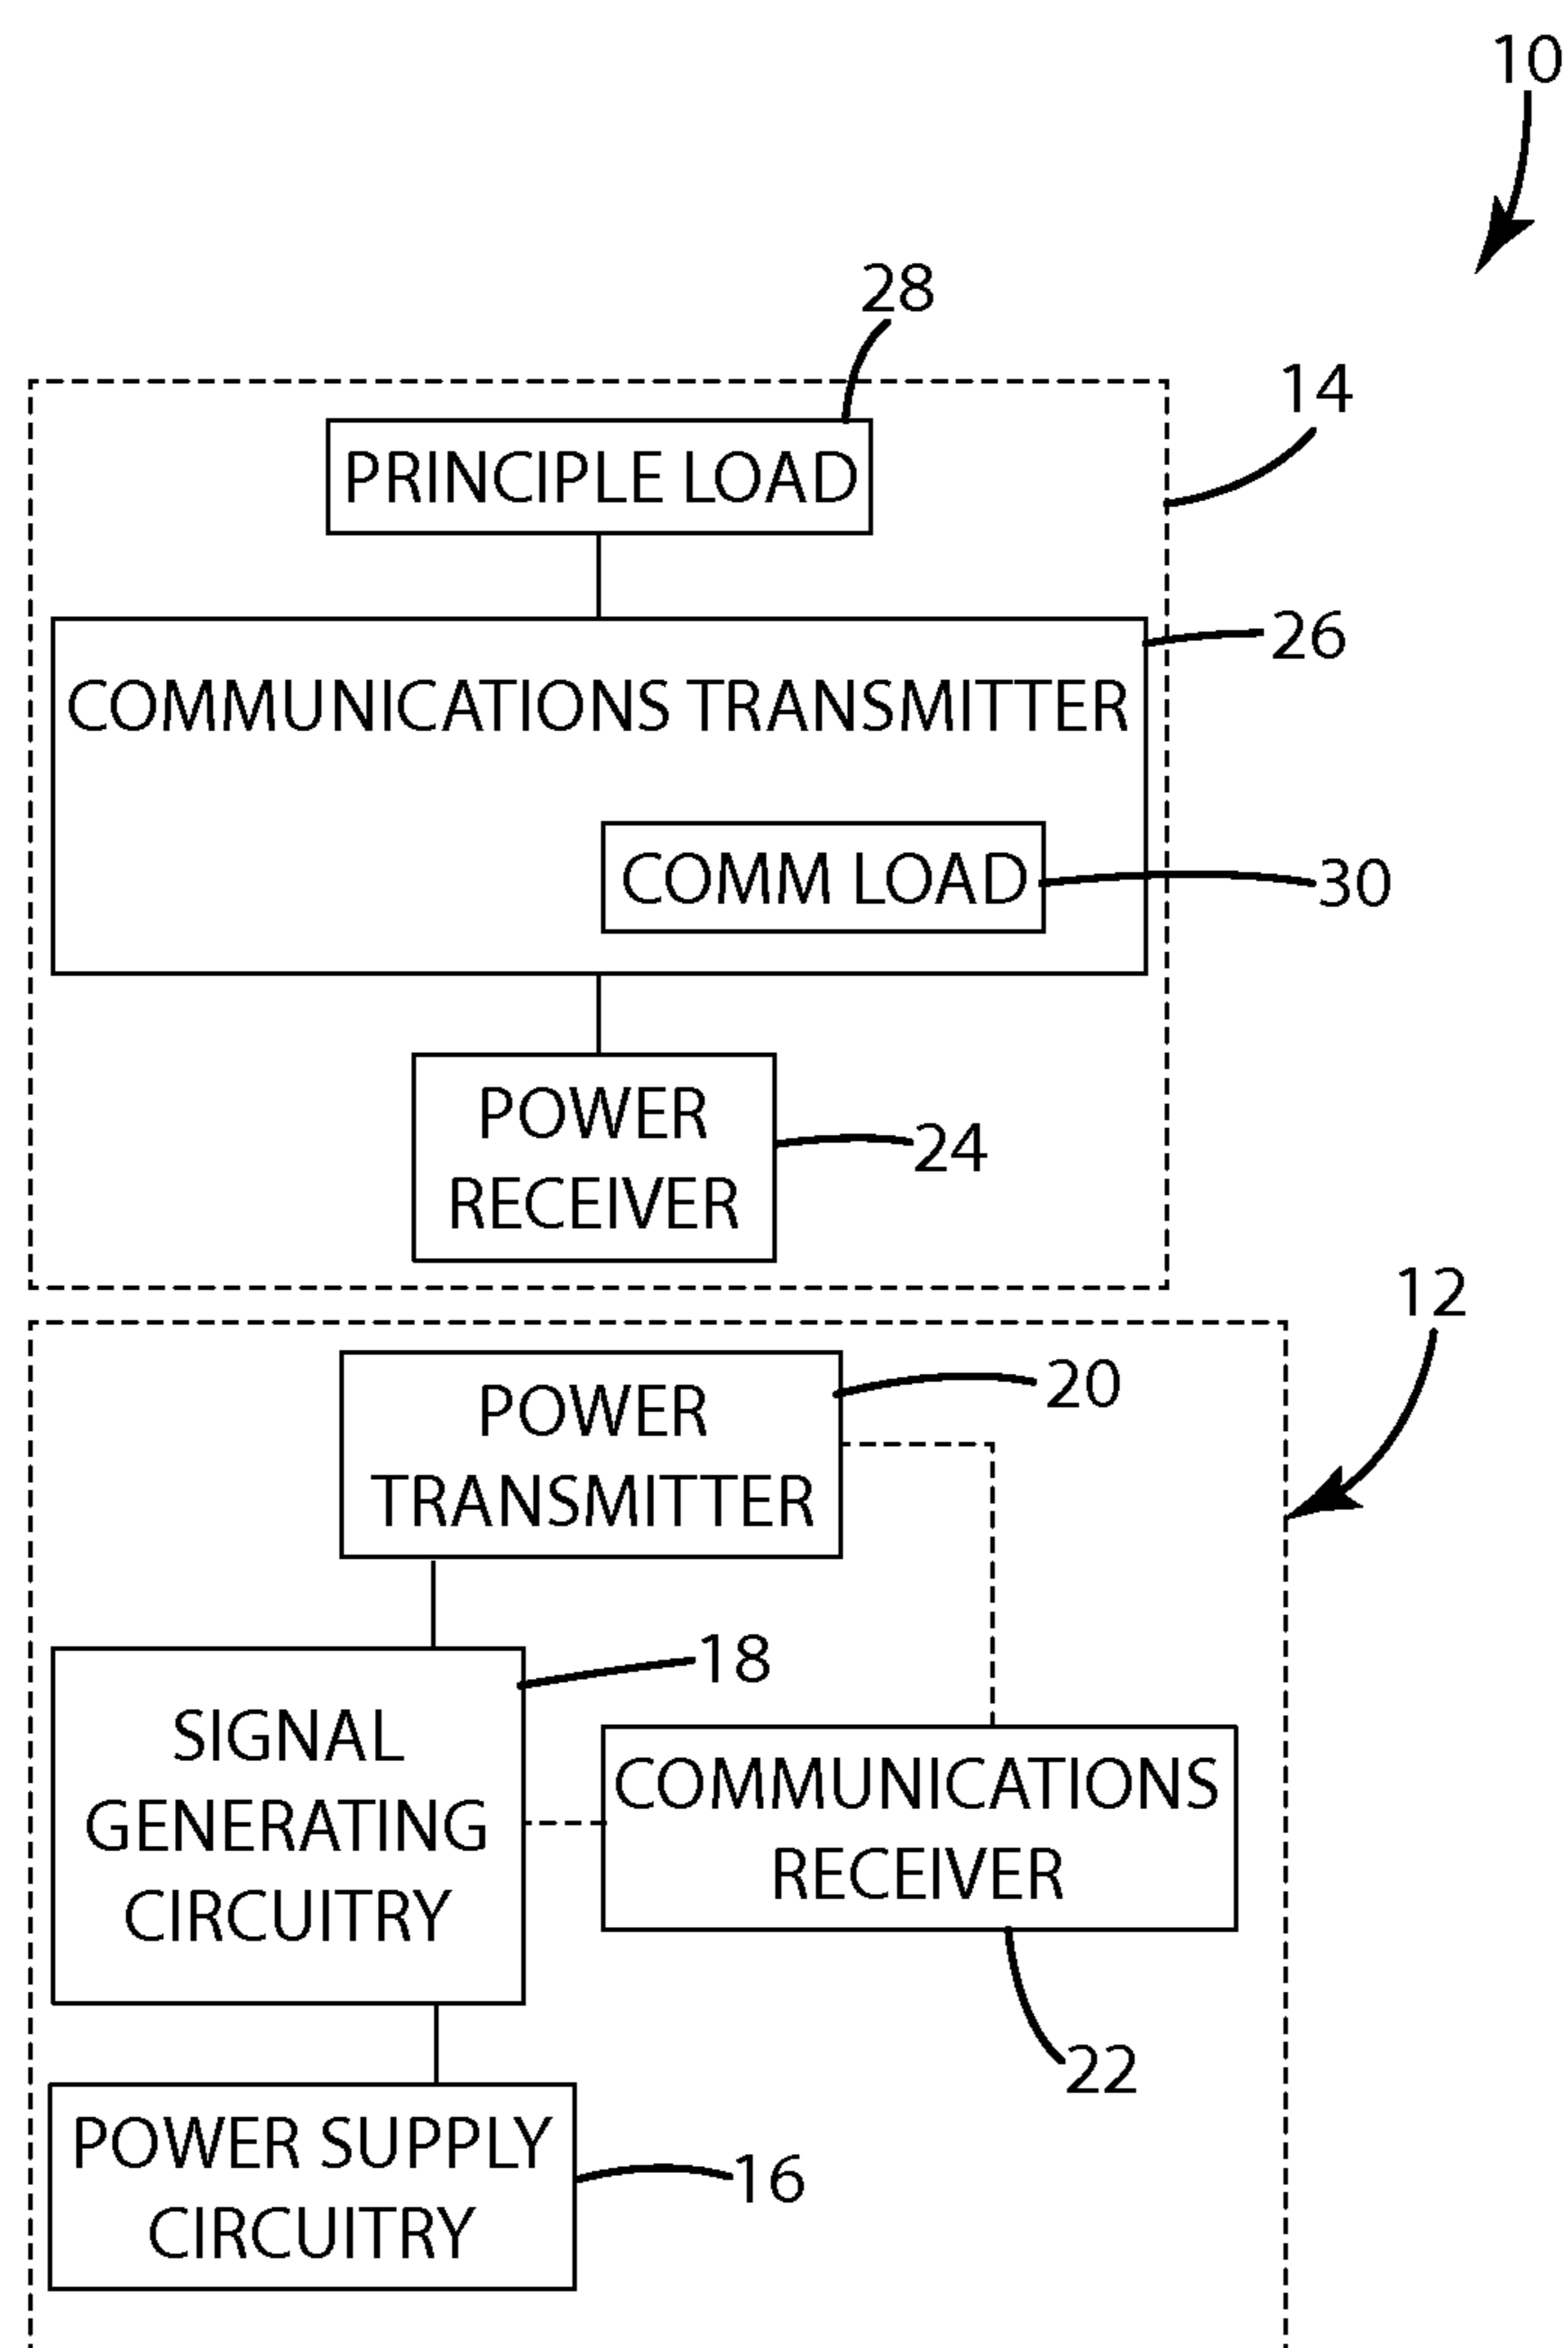 10
28
14
PRINCIPLE LOAD
26
COMMUNICATIONS TRANSMITTER
COMM LOAD
30
POWER
RECEIVER
24
12
POWER
TRANSMITTER
20
18
SIGNAL
GENERATING
CIRCUITRY
COMMUNICATIONS
RECEIVER
22
POWER SUPPLY
CIRCUITRY
16